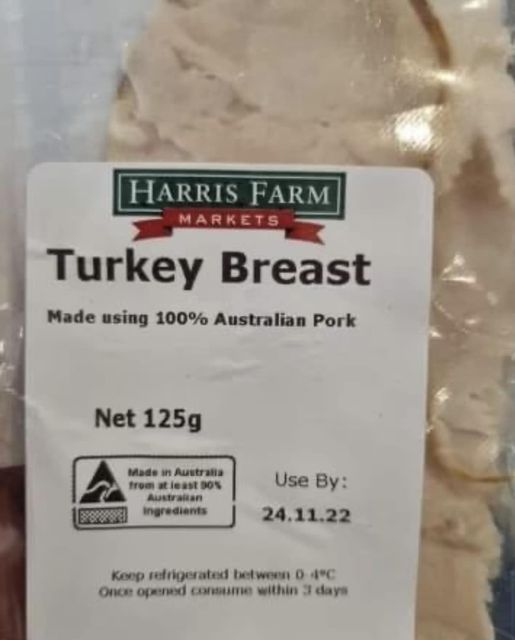 HARRIS FARM
MARKETS
Turkey Breast
Made using 100% Australian Pork
Net 125g
Made in Australia
from at least 90%
Australian
ingredients
Use By:
24.11.22
Keep refrigerated between 0-4°C
Once opened consume within 3 days